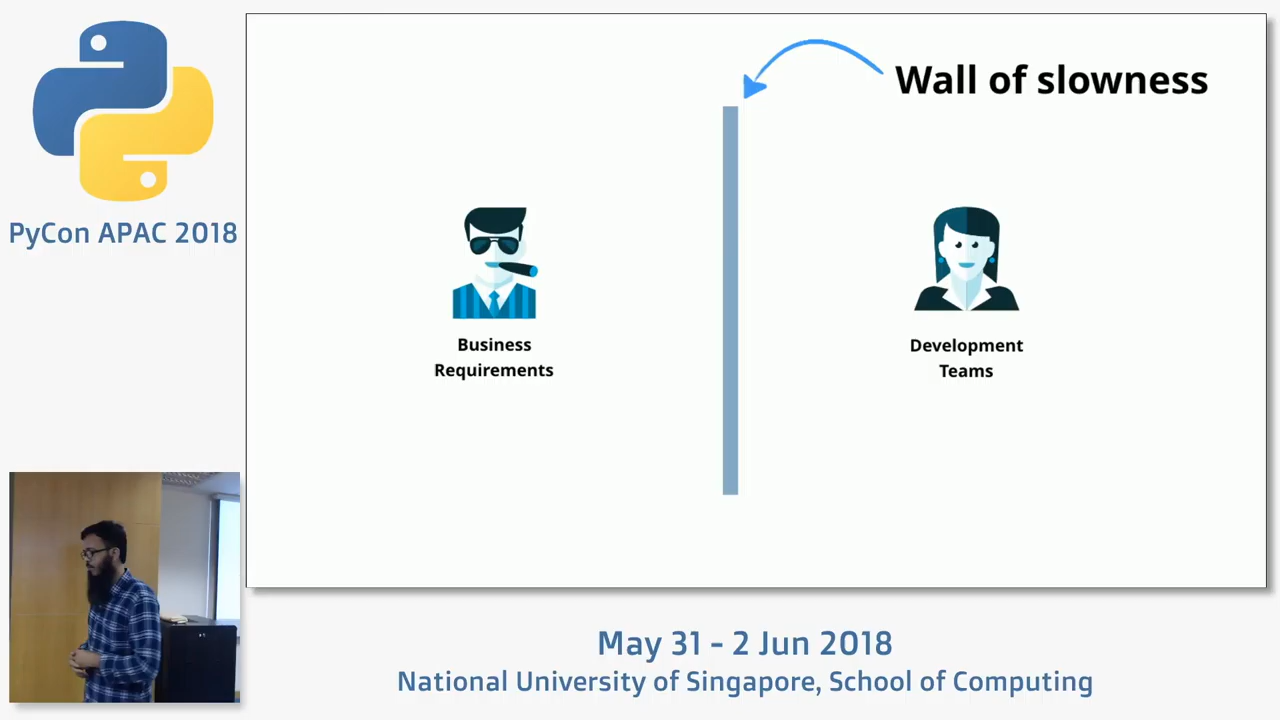 PyCon APAC 2018
Wall of slowness
Business
Requirements
Development
Teams
May 31 - 2 Jun 2018
National University of Singapore, School of Computing